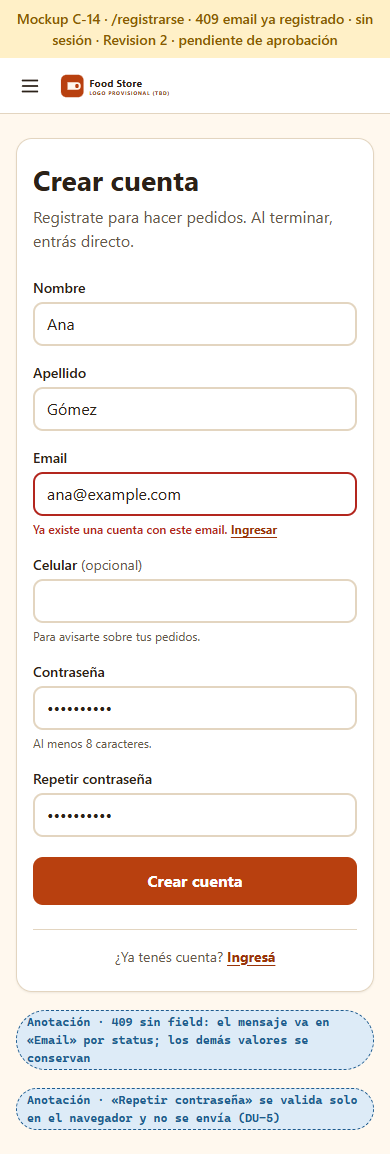 Mockup C-14 · /registrarse · 409 email ya registrado · sin
sesión · Revision 2 · pendiente de aprobación
Food Store
LOGO PROVISIONAL (TBD)
Crear cuenta
Registrate para hacer pedidos. Al terminar,
entrás directo.
Nombre
Ana
Apellido
Gómez
Email
ana@example.com
Ya existe una cuenta con este email. Ingresar
Celular (opcional)
Para avisarte sobre tus pedidos.
Contraseña
••••••••••
Al menos 8 caracteres.
Repetir contraseña
••••••••••
Crear cuenta
¿Ya tenés cuenta? Ingresá
Anotación · 409 sin field: el mensaje va en
«Email» por status; los demás valores se
conservan
Anotación · «Repetir contraseña» se valida solo
en el navegador y no se envía (DU-5)